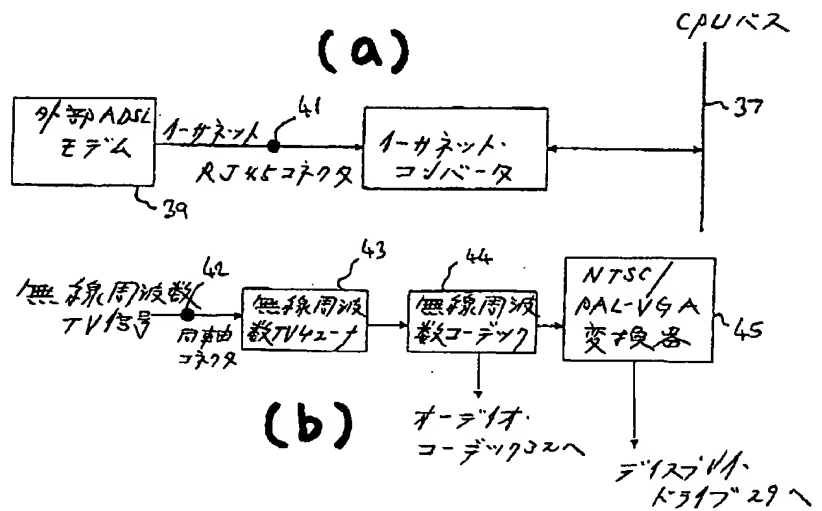 (a)
CPUバス
37
外部ADSL
モデム
39
イーサネット
41
RJ45コネクタ
イーサネット・
コンバータ
無線周波数
TV信号
42
同軸
コネクタ
43
無線周波
数TVチューナ
44
無線周波
数コーデック
NTSC/
PAL-VGA
変換器
45
(b)
オーディオ・
コーデック32へ
ディスプレイ・
ドライブ29へ